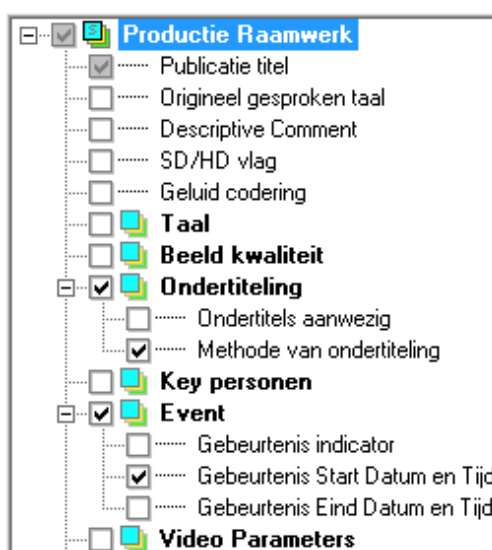 Productie Raamwerk
Publicatie titel
Origineel gesproken taal
Descriptive Comment
SD/HD vlag
Geluid codering
Taal
Beeld kwaliteit
Ondertiteling
Ondertitels aanwezig
Methode van ondertiteling
Key personen
Event
Gebeurtenis indicator
Gebeurtenis Start Datum en Tijd
Gebeurtenis Eind Datum en Tijd
Video Parameters